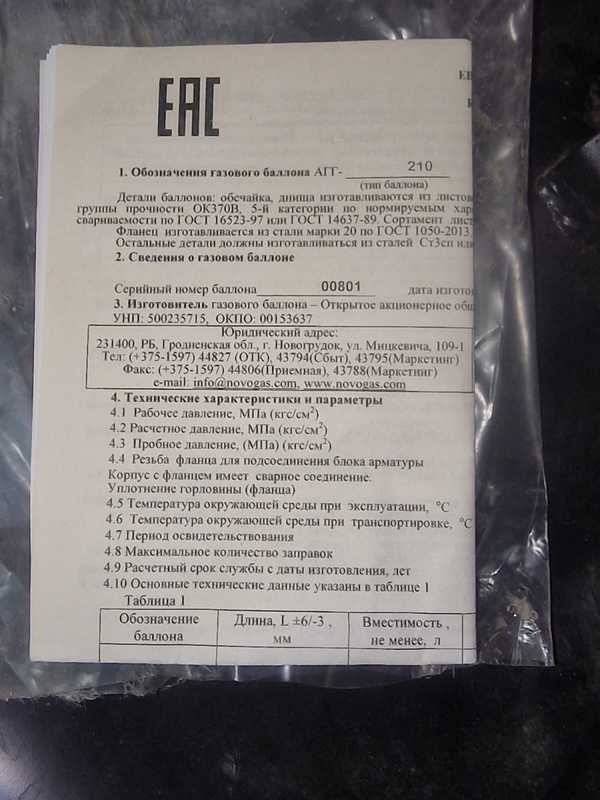 ЕВ
EAC
И
1. Обозначения газового баллона АГГ- 210
(тип баллона)
Детали баллонов: обечайка, днища изготавливаются из листово
группы прочности ОК370В, 5-й категории по нормируемым хар
свариваемости по ГОСТ 16523-97 или ГОСТ 14637-89. Сортамент лист
Фланец изготавливается из стали марки 20 по ГОСТ 1050-2013.
Остальные детали должны изготавливаться из сталей Ст3сп или
2. Сведения о газовом баллоне
Серийный номер баллона 00801 дата изгото
3. Изготовитель газового баллона – Открытое акционерное общ
УНП: 500235715, ОКПО: 00153637
Юридический адрес:
231400, РБ, Гродненская обл., г. Новогрудок, ул. Мицкевича, 109-1
Тел: (+375-1597) 44827 (ОТК), 43794(Сбыт), 43795(Маркетинг)
Факс: (+375-1597) 44806(Приемная), 43788(Маркетинг)
e-mail: info@novogas.com, www.novogas.com
4. Технические характеристики и параметры
4.1 Рабочее давление, МПа (кгс/см²)
4.2 Расчетное давление, МПа (кгс/см²)
4.3 Пробное давление, (МПа) (кгс/см²)
4.4 Резьба фланца для подсоединения блока арматуры
Корпус с фланцем имеет сварное соединение.
Уплотнение горловины (фланца)
4.5 Температура окружающей среды при эксплуатации, °С
4.6 Температура окружающей среды при транспортировке, °С
4.7 Период освидетельствования
4.8 Максимальное количество заправок
4.9 Расчетный срок службы с даты изготовления, лет
4.10 Основные технические данные указаны в таблице 1
Таблица 1
Обозначение баллона
Длина, L ±6/-3 , мм
Вместимость , не менее, л